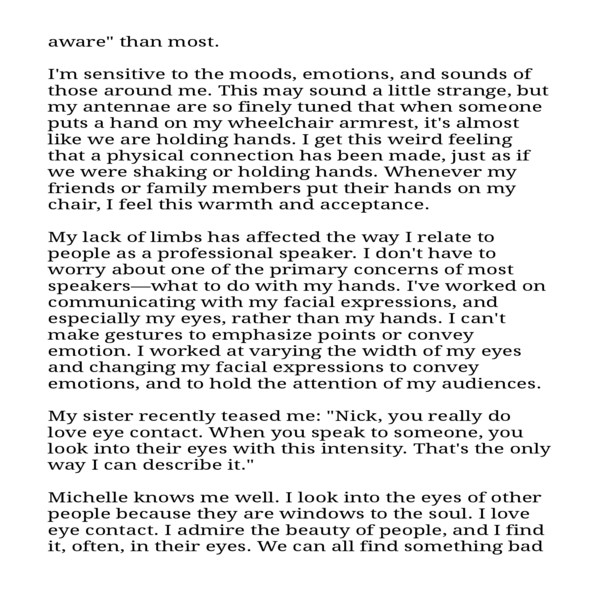 aware" than most.
I'm sensitive to the moods, emotions, and sounds of
those around me. This may sound a little strange, but
my antennae are so finely tuned that when someone
puts a hand on my wheelchair armrest, it's almost
like we are holding hands. I get this weird feeling
that a physical connection has been made, just as if
we were shaking or holding hands. Whenever my
friends or family members put their hands on my
chair, I feel this warmth and acceptance.
My lack of limbs has affected the way I relate to
people as a professional speaker. I don't have to
worry about one of the primary concerns of most
speakers—what to do with my hands. I've worked on
communicating with my facial expressions, and
especially my eyes, rather than my hands. I can't
make gestures to emphasize points or convey
emotion. I worked at varying the width of my eyes
and changing my facial expressions to convey
emotions, and to hold the attention of my audiences.
My sister recently teased me: "Nick, you really do
love eye contact. When you speak to someone, you
look into their eyes with this intensity. That's the only
way I can describe it."
Michelle knows me well. I look into the eyes of other
people because they are windows to the soul. I love
eye contact. I admire the beauty of people, and I find
it, often, in their eyes. We can all find something bad